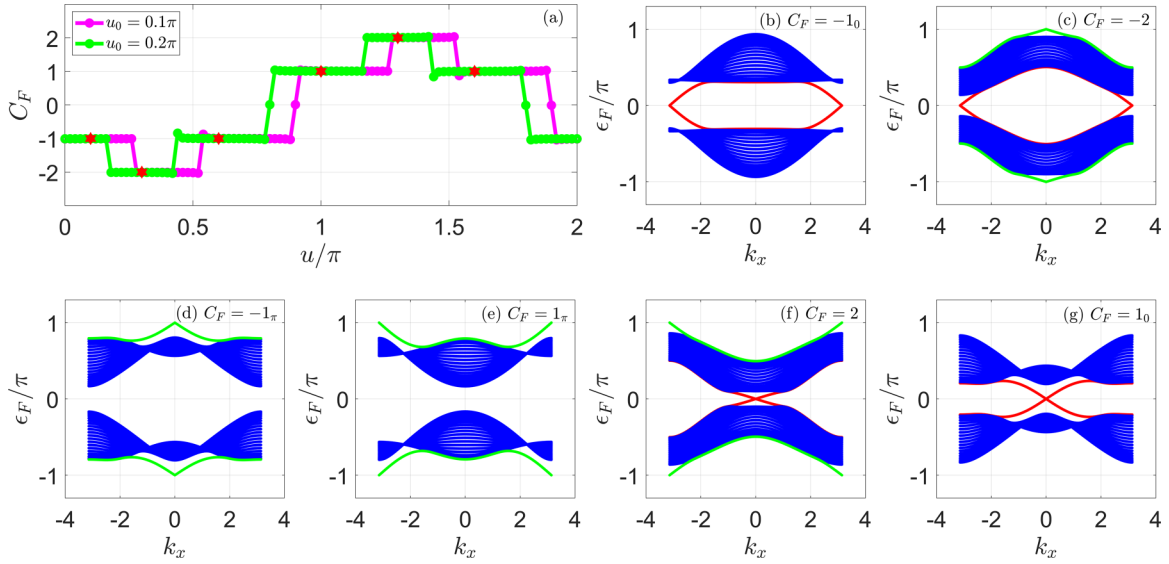 (a)
u₀ = 0.1π
u₀ = 0.2π
C_F
2
1
0
-1
-2
0 0.5 1 1.5 2
u/π
(b) C_F = −1₀
ϵ_F/π
1
0
-1
-4 -2 0 2 4
k_x
(c) C_F = −2
ϵ_F/π
1
0
-1
-4 -2 0 2 4
k_x
(d) C_F = −1_π
ϵ_F/π
1
0
-1
-4 -2 0 2 4
k_x
(e) C_F = 1_π
ϵ_F/π
1
0
-1
-4 -2 0 2 4
k_x
(f) C_F = 2
ϵ_F/π
1
0
-1
-4 -2 0 2 4
k_x
(g) C_F = 1₀
ϵ_F/π
1
0
-1
-4 -2 0 2 4
k_x